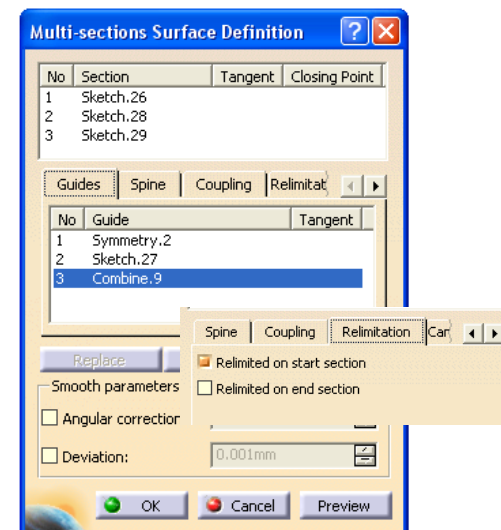 Multi-sections Surface Definition
No Section Tangent Closing Point
1 Sketch.26
2 Sketch.28
3 Sketch.29
Guides Spine Coupling Relimitat
No Guide Tangent
1 Symmetry.2
2 Sketch.27
3 Combine.9
Spine Coupling Relimitation Can
Replace
Relimited on start section
Smooth parameters
Relimited on end section
Angular correction
Deviation: 0.001mm
OK Cancel Preview